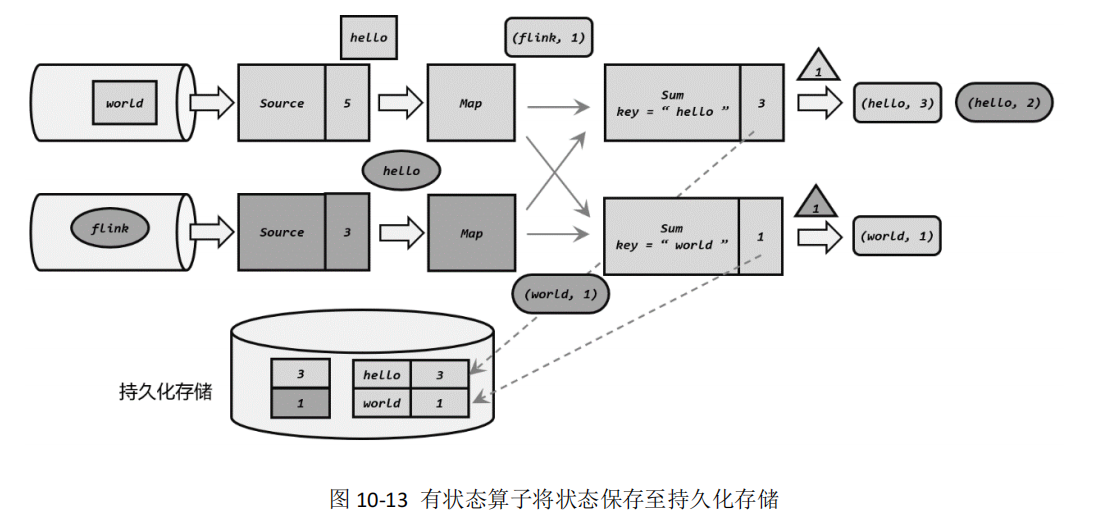 hello
(flink, 1)
world
Source
5
Map
Sum
key = “ hello ”
3
1
(hello, 3)
(hello, 2)
hello
flink
Source
3
Map
Sum
key = “ world ”
1
1
(world, 1)
(world, 1)
持久化存储
3
hello
3
1
world
1
图 10-13 有状态算子将状态保存至持久化存储